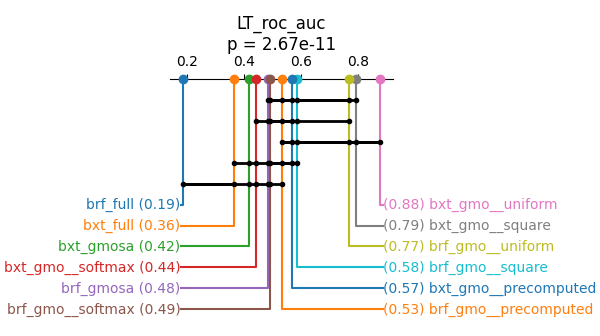 LT_roc_auc
p = 2.67e-11
0.2 0.4 0.6 0.8
brf_full (0.19) (0.88) bxt_gmo__uniform
bxt_full (0.36) (0.79) bxt_gmo__square
bxt_gmosa (0.42) (0.77) brf_gmo__uniform
bxt_gmo__softmax (0.44) (0.58) brf_gmo__square
brf_gmosa (0.48) (0.57) bxt_gmo__precomputed
brf_gmo__softmax (0.49) (0.53) brf_gmo__precomputed